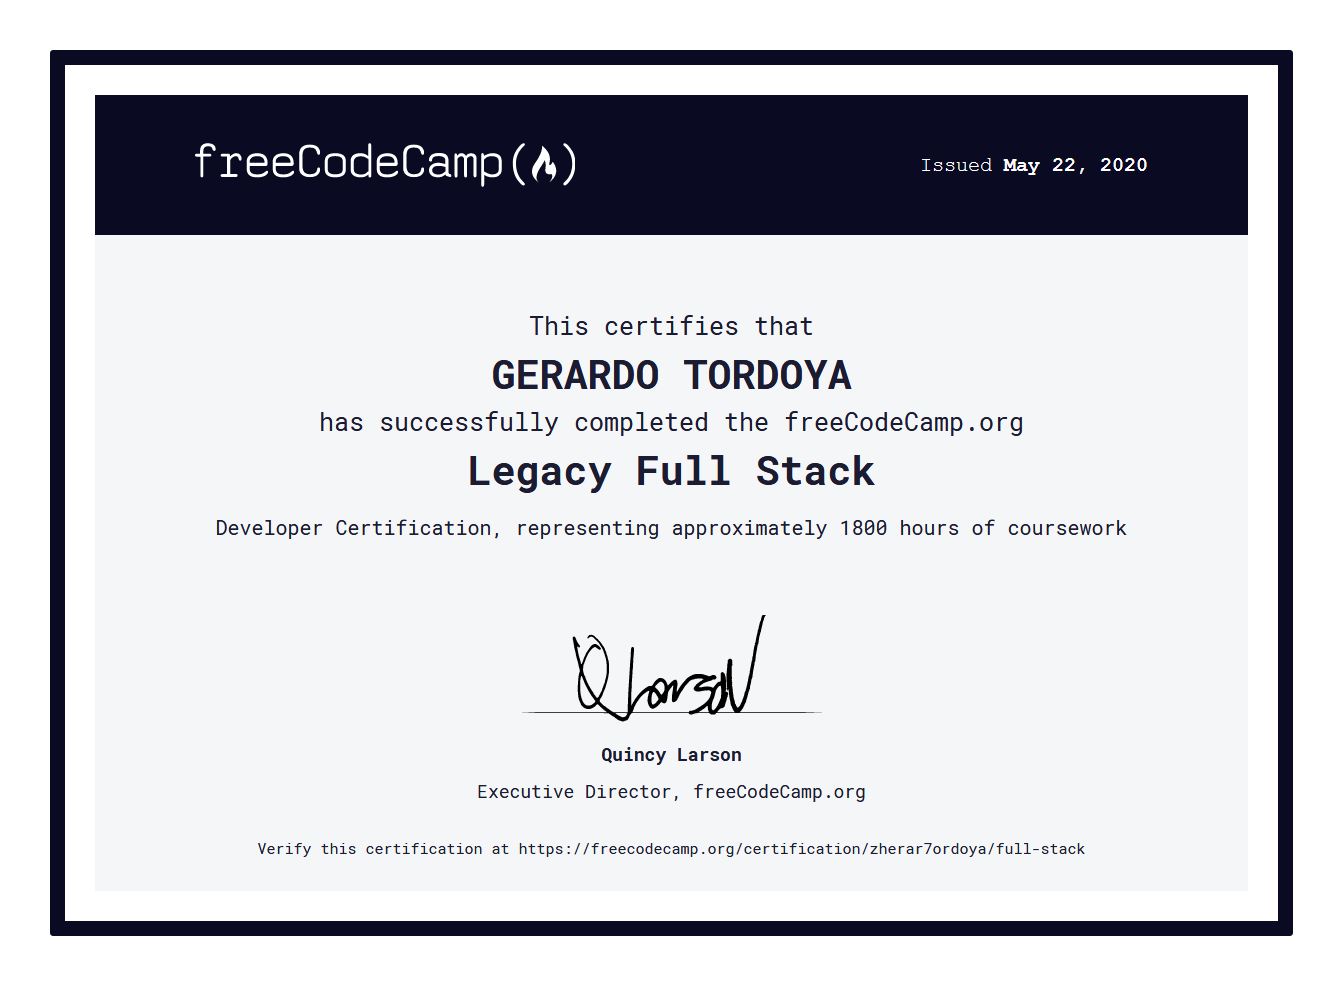 freeCodeCamp(🔥)
Issued May 22, 2020
This certifies that
GERARDO TORDOYA
has successfully completed the freeCodeCamp.org
Legacy Full Stack
Developer Certification, representing approximately 1800 hours of coursework
Q Larson
Quincy Larson
Executive Director, freeCodeCamp.org
Verify this certification at https://freecodecamp.org/certification/zherar7ordoya/full-stack